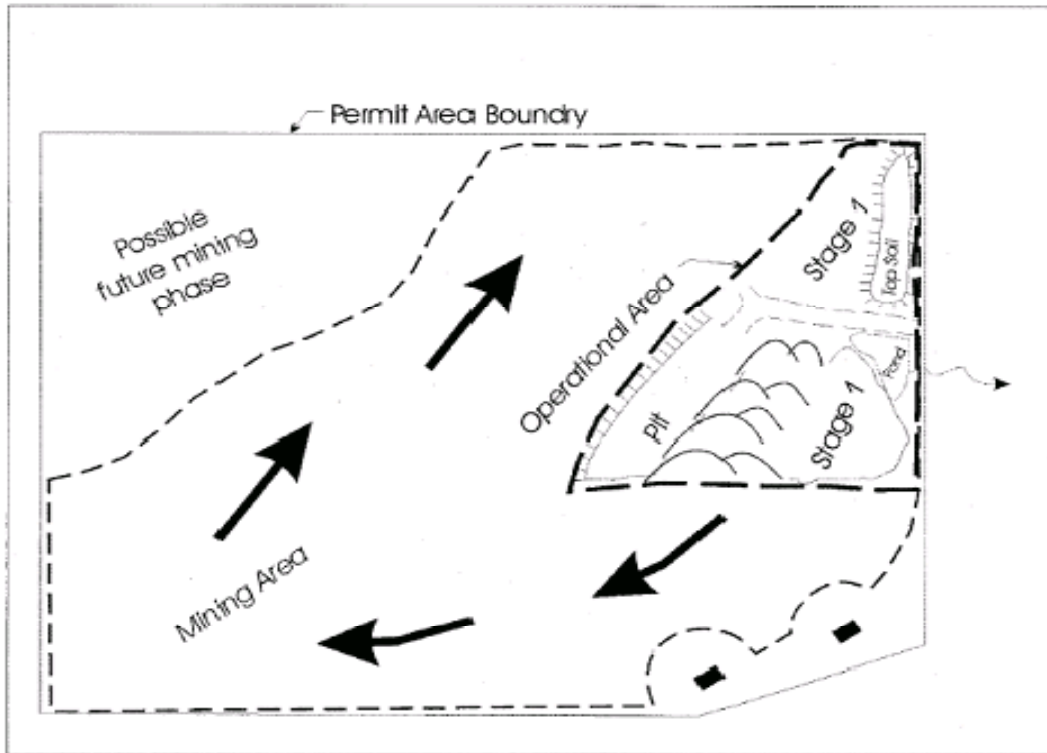 Permit Area Boundry
Possible
future mining
phase
Stage 1
Top Soil
Operational Area
Pond
Pit
Stage 1
Mining Area